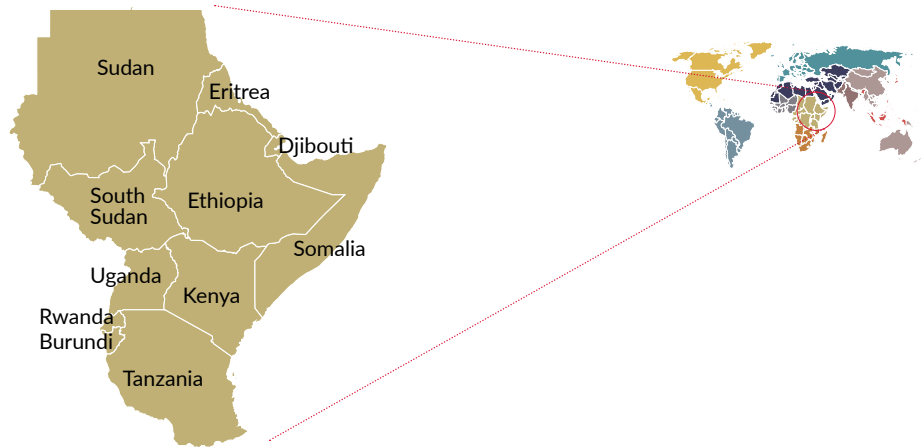 Sudan
Eritrea
Djibouti
Ethiopia
South
Sudan
Somalia
Uganda
Kenya
Rwanda
Burundi
Tanzania